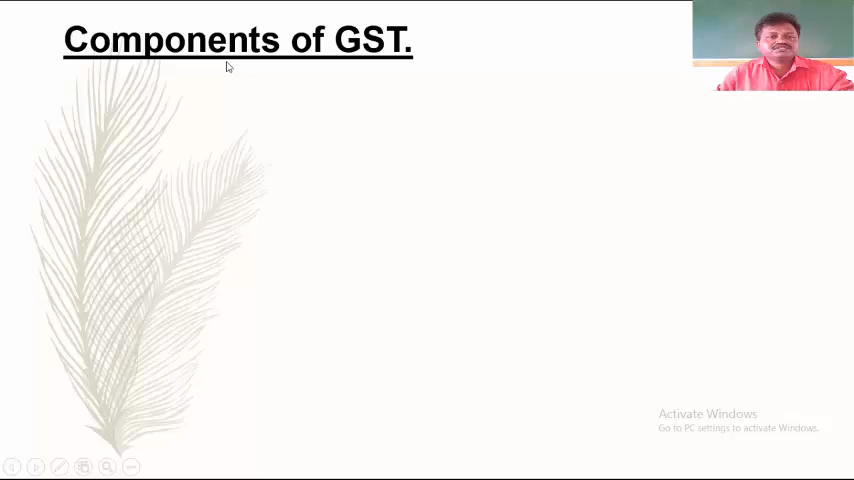 Components of GST.
Activate Windows
Go to PC settings to activate Windows.